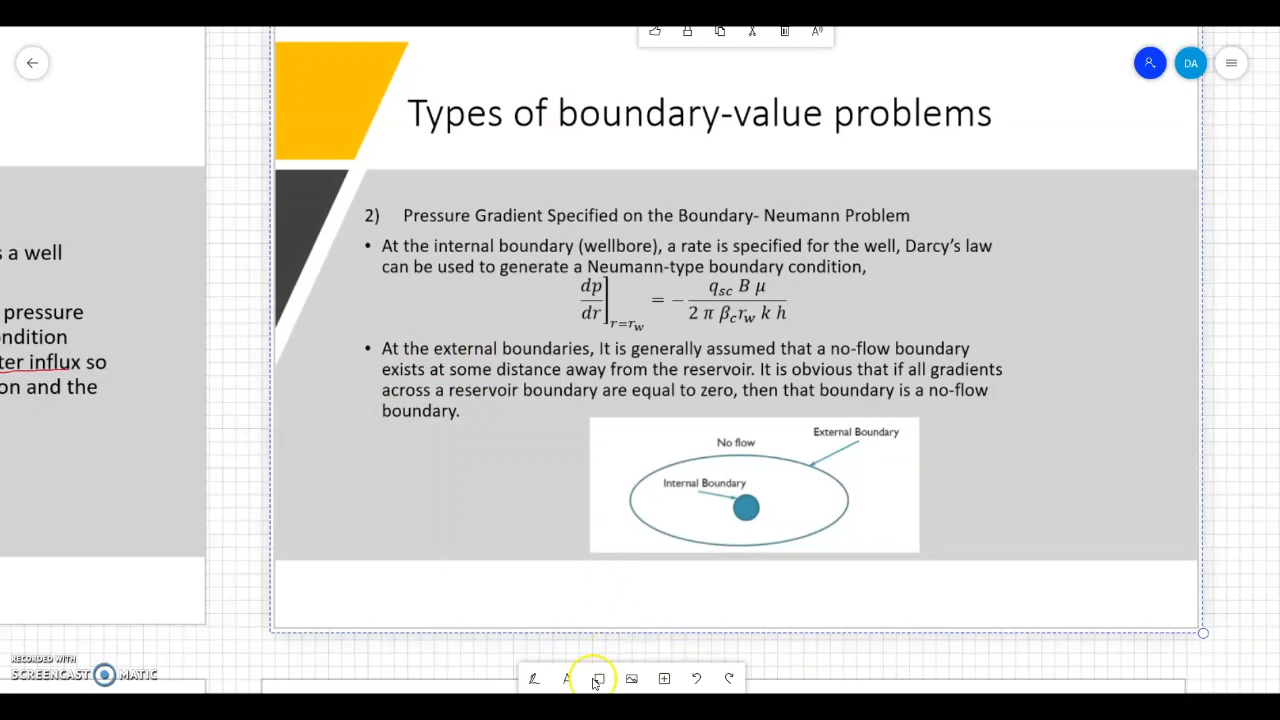 DA
Types of boundary-value problems
s a well
pressure
ndition
ter influx so
on and the
2) Pressure Gradient Specified on the Boundary- Neumann Problem
• At the internal boundary (wellbore), a rate is specified for the well, Darcy's law
can be used to generate a Neumann-type boundary condition,
dp/dr]_{r=r_w} = - q_{sc} B μ / 2 π β_c r_w k h
• At the external boundaries, It is generally assumed that a no-flow boundary
exists at some distance away from the reservoir. It is obvious that if all gradients
across a reservoir boundary are equal to zero, then that boundary is a no-flow
boundary.
External Boundary
No flow
Internal Boundary
RECORDED WITH
SCREENCAST MATIC